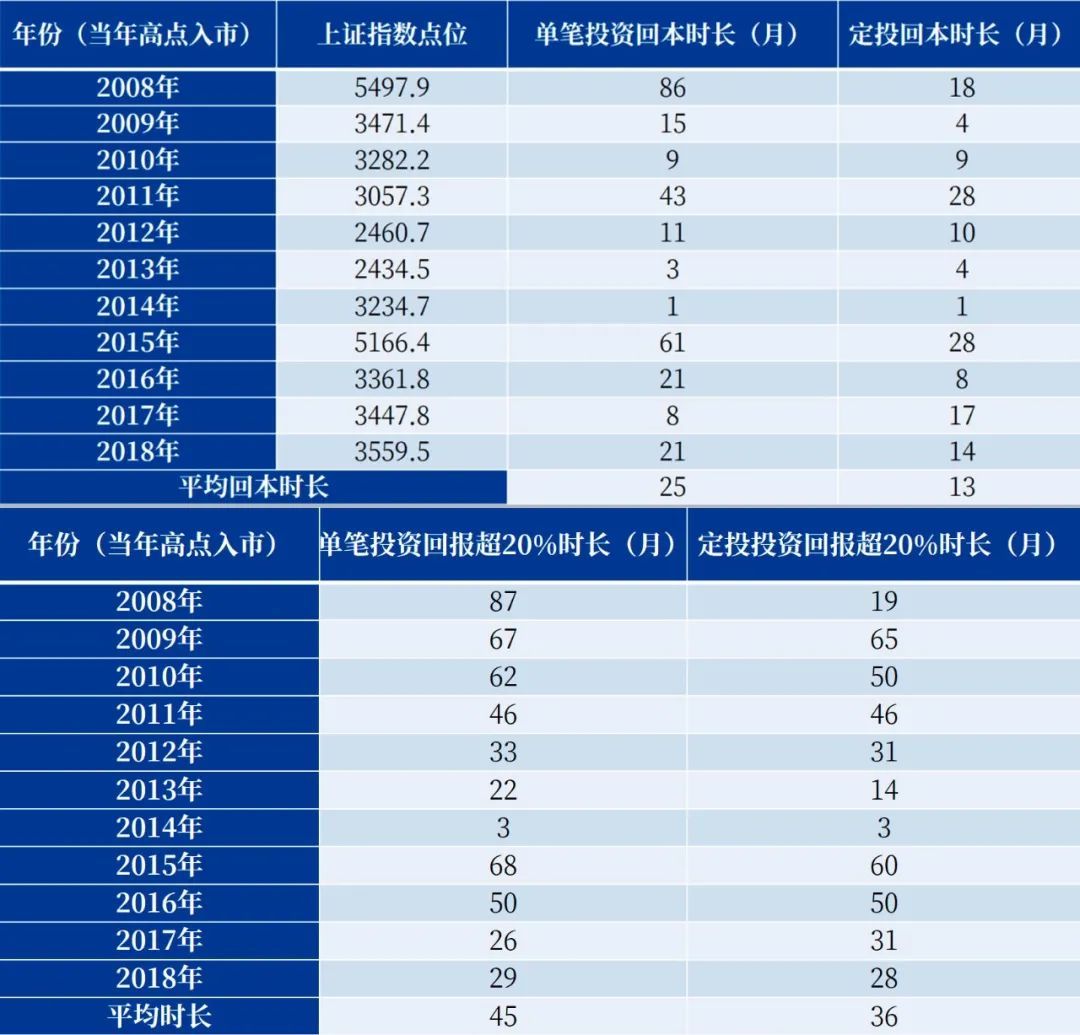 年份（当年高点入市） 上证指数点位 单笔投资回本时长（月） 定投回本时长（月）
2008年 5497.9 86 18
2009年 3471.4 15 4
2010年 3282.2 9 9
2011年 3057.3 43 28
2012年 2460.7 11 10
2013年 2434.5 3 4
2014年 3234.7 1 1
2015年 5166.4 61 28
2016年 3361.8 21 8
2017年 3447.8 8 17
2018年 3559.5 21 14
平均回本时长 25 13
年份（当年高点入市） 单笔投资回报超20%时长（月） 定投投资回报超20%时长（月）
2008年 87 19
2009年 67 65
2010年 62 50
2011年 46 46
2012年 33 31
2013年 22 14
2014年 3 3
2015年 68 60
2016年 50 50
2017年 26 31
2018年 29 28
平均时长 45 36